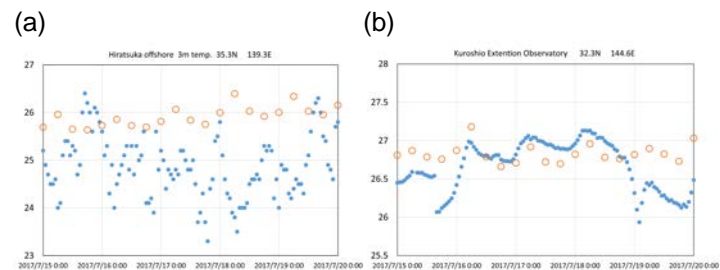 (a)
(b)
Hiratsuka offshore 3m temp. 35.3N 139.3E
Kuroshio Extention Observatory 32.3N 144.6E
27
26
25
24
23
2017/7/15 0:00 2017/7/16 0:00 2017/7/17 0:00 2017/7/18 0:00 2017/7/19 0:00 2017/7/20 0:00
28
27.5
27
26.5
26
25.5
2017/7/15 0:00 2017/7/16 0:00 2017/7/17 0:00 2017/7/18 0:00 2017/7/19 0:00 2017/7/20 0:00